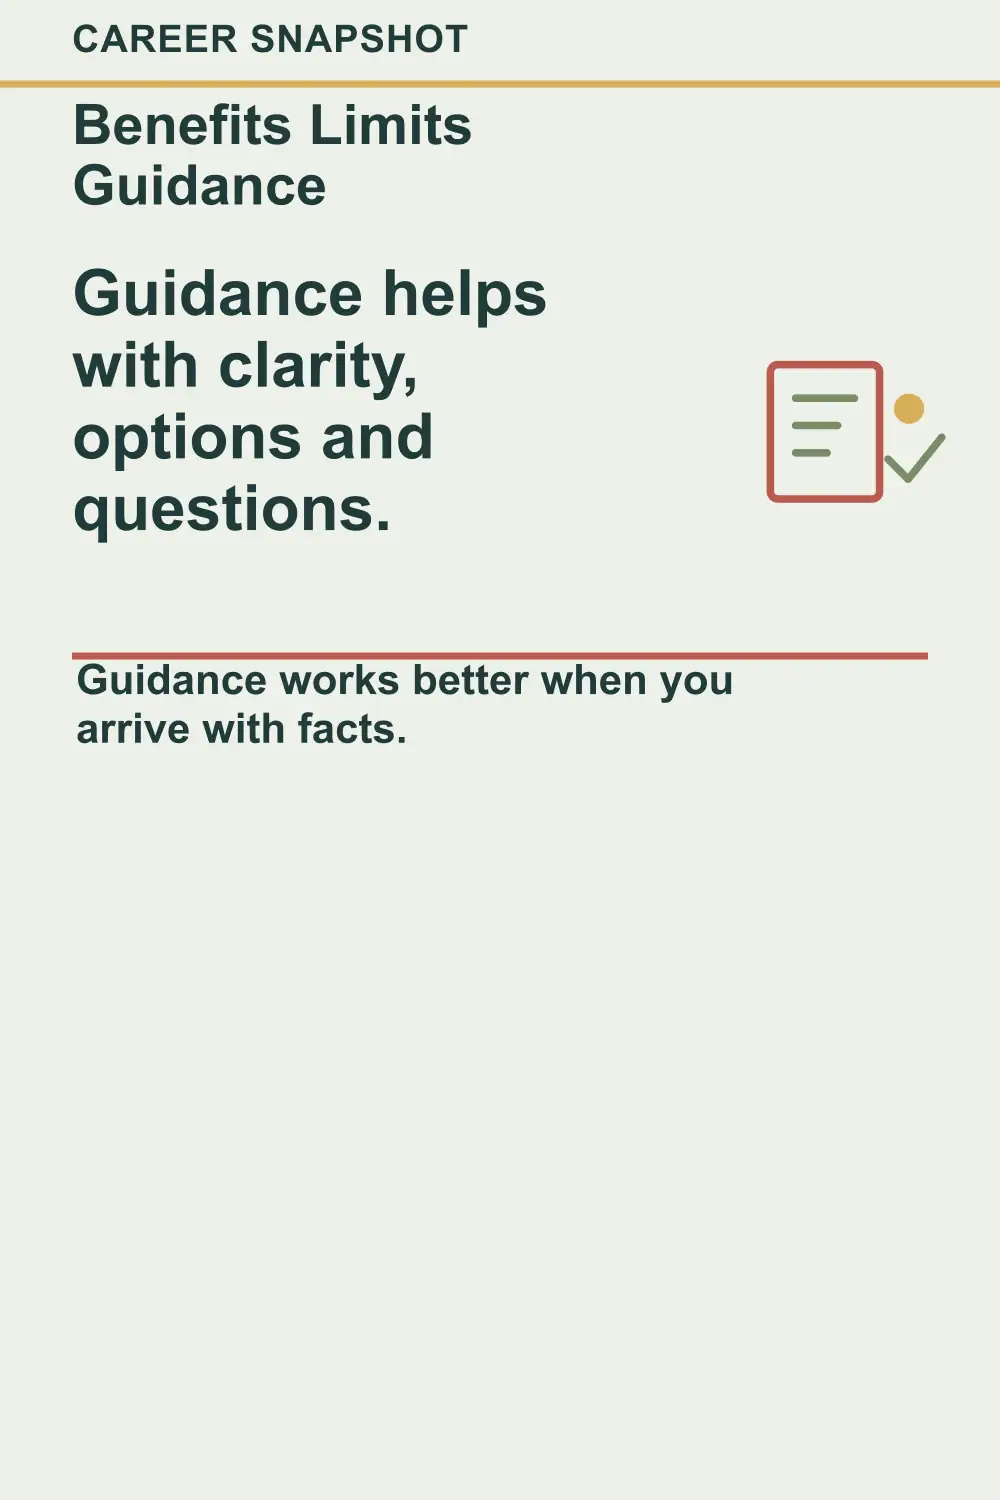 CAREER SNAPSHOT
Benefits Limits
Guidance
Guidance helps
with clarity,
options and
questions.
Guidance works better when you
arrive with facts.